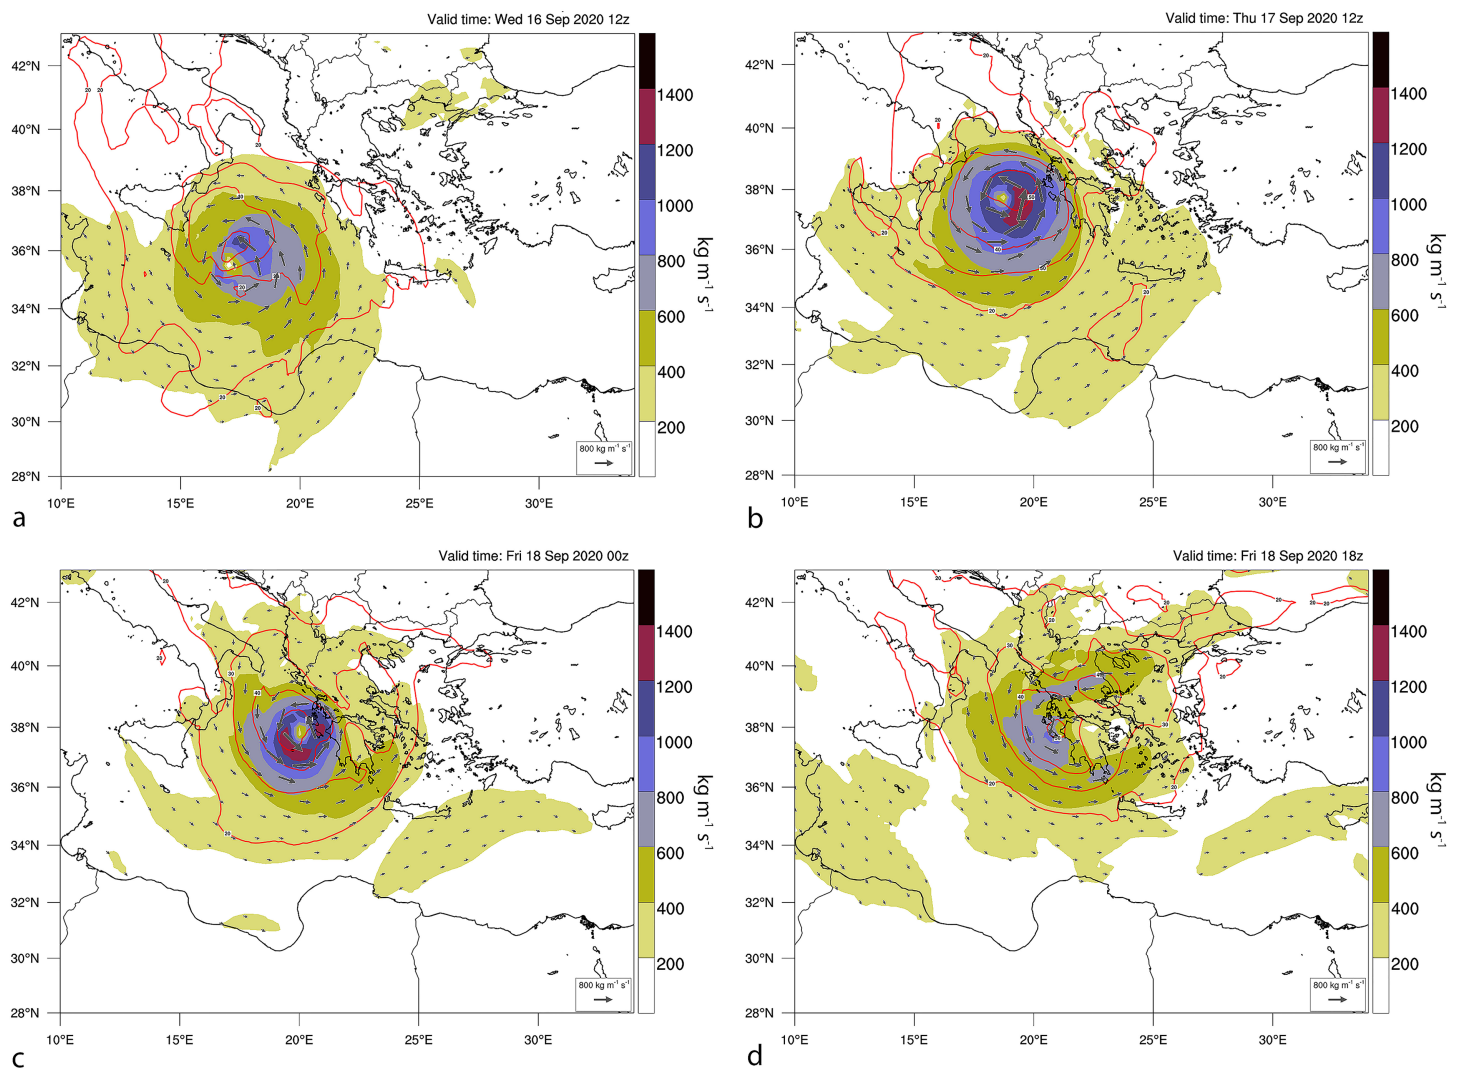 Valid time: Wed 16 Sep 2020 12z
42°N
40°N
38°N
36°N
34°N
32°N
30°N
28°N
10°E
15°E
20°E
25°E
30°E
800 kg m⁻¹ s⁻¹
1400
1200
1000
800
600
400
200
kg m⁻¹ s⁻¹
a
Valid time: Thu 17 Sep 2020 12z
42°N
40°N
38°N
36°N
34°N
32°N
30°N
28°N
10°E
15°E
20°E
25°E
30°E
800 kg m⁻¹ s⁻¹
1400
1200
1000
800
600
400
200
kg m⁻¹ s⁻¹
b
Valid time: Fri 18 Sep 2020 00z
42°N
40°N
38°N
36°N
34°N
32°N
30°N
28°N
10°E
15°E
20°E
25°E
30°E
800 kg m⁻¹ s⁻¹
1400
1200
1000
800
600
400
200
kg m⁻¹ s⁻¹
c
Valid time: Fri 18 Sep 2020 18z
42°N
40°N
38°N
36°N
34°N
32°N
30°N
28°N
10°E
15°E
20°E
25°E
30°E
800 kg m⁻¹ s⁻¹
1400
1200
1000
800
600
400
200
kg m⁻¹ s⁻¹
d